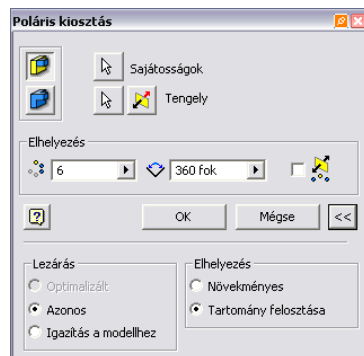 Poláris kiosztás
Sajátosságok
Tengely
Elhelyezés
6
360 fok
OK
Mégse
<<
Lezárás
Elhelyezés
Optimalizált
Növekményes
Azonos
Tartomány felosztása
Igazítás a modellhez